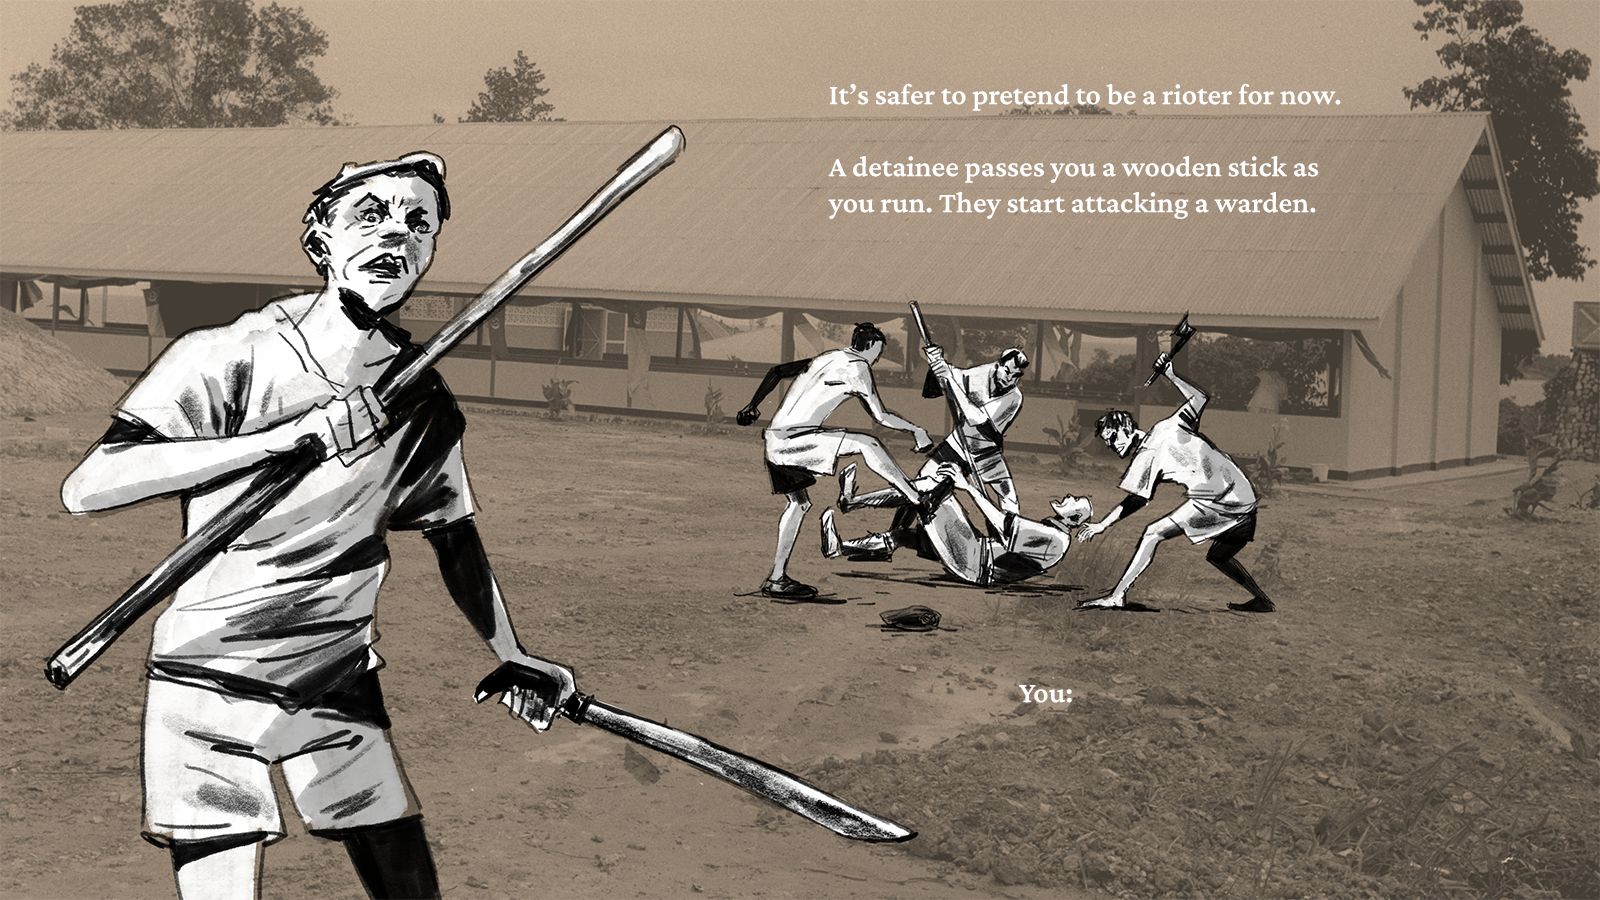 It’s safer to pretend to be a rioter for now.
A detainee passes you a wooden stick as
you run. They start attacking a warden.
You: